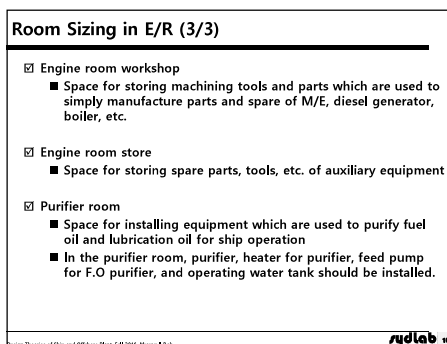 Room Sizing in E/R (3/3)
☑ Engine room workshop
■ Space for storing machining tools and parts which are used to
simply manufacture parts and spare of M/E, diesel generator,
boiler, etc.
☑ Engine room store
■ Space for storing spare parts, tools, etc. of auxiliary equipment
☑ Purifier room
■ Space for installing equipment which are used to purify fuel
oil and lubrication oil for ship operation
■ In the purifier room, purifier, heater for purifier, feed pump
for F.O purifier, and operating water tank should be installed.
sydlab